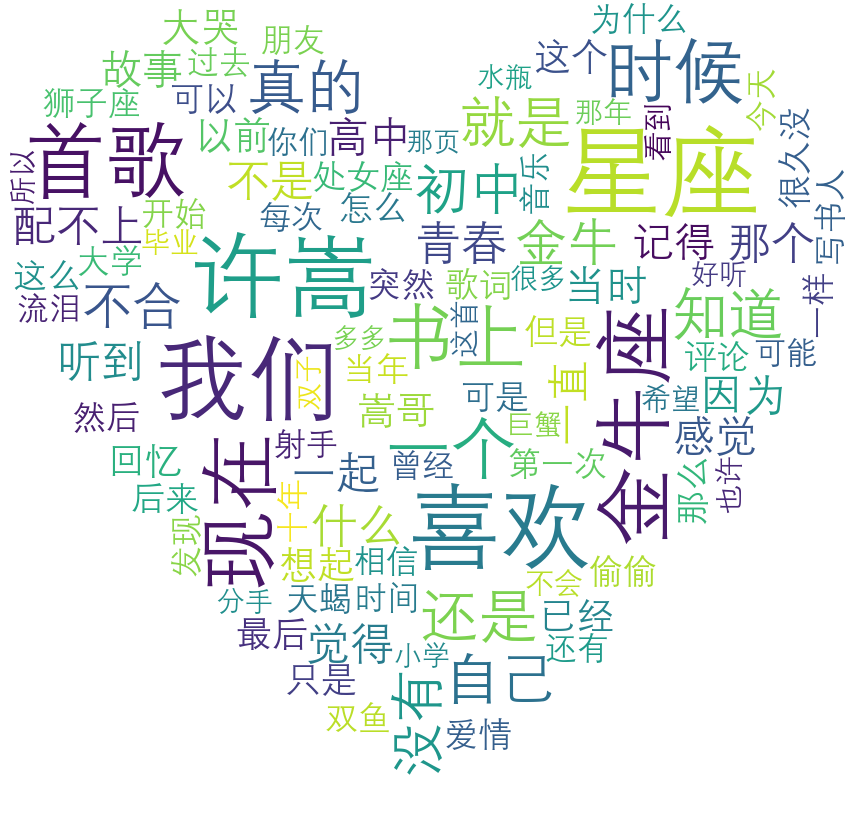 大哭
朋友
为什么
故事
过去
真的
这个
时候
水瓶
狮子座
可以
就是
那年
今天
首歌
以前
你们
高中
那页
看到
星座
很久没
所以
不是
处女座
初中
音乐
配不上
开始
每次
怎么
青春
金牛
记得
那个
写书人
毕业
这么
大学
许嵩
突然
歌词
很多
当时
好听
一样
流泪
不合
书上
这首
但是
知道
听到
我们
多多
金牛座
评论
可能
双子
当年
一直
因为
然后
嵩哥
可是
巨蟹
希望
感觉
回忆
现在
射手
一起
曾经
一个
第一次
那么
也许
后来
十年
什么
喜欢
发现
想起
相信
不会
偷偷
分手
天蝎
时间
还是
已经
最后
觉得
小学
还有
只是
没有
自己
双鱼
爱情